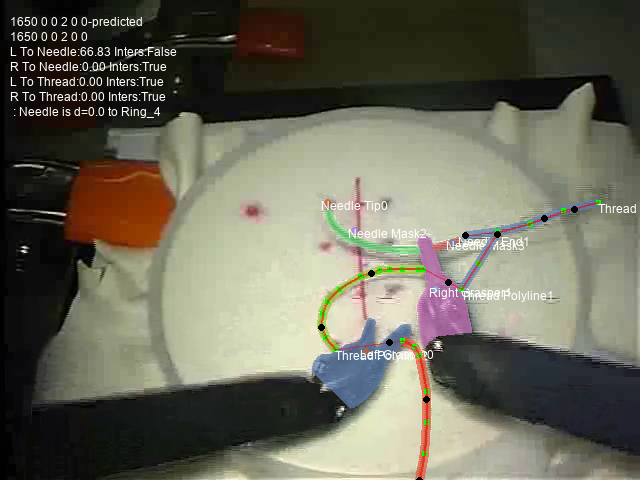 1650 0 0 2 0 0-predicted
1650 0 0 2 0 0
L To Needle:66.83 Inters:False
R To Needle:0.00 Inters:True
L To Thread:0.00 Inters:True
R To Thread:0.00 Inters:True
: Needle is d=0.0 to Ring_4
Needle Tip0
Thread
Needle Mask2
Right Grasper1
Thread Polyline1